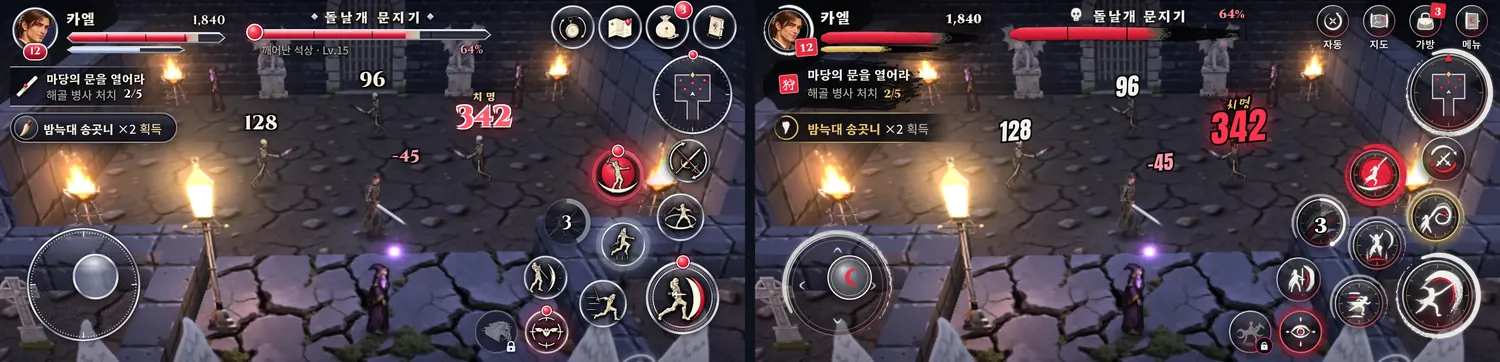 카엘
1,840
돌날개 문지기
12
깨어난 석상 · Lv.15
64%
3
마당의 문을 열어라
해골 병사 처치 2/5
밤늑대 송곳니 ×2 획득
96
128
치명
342
-45
3
카엘
1,840
돌날개 문지기
64%
12
3
자동
지도
가방
메뉴
狩
마당의 문을 열어라
해골 병사 처치 2/5
밤늑대 송곳니 ×2 획득
96
128
치명
342
-45
3